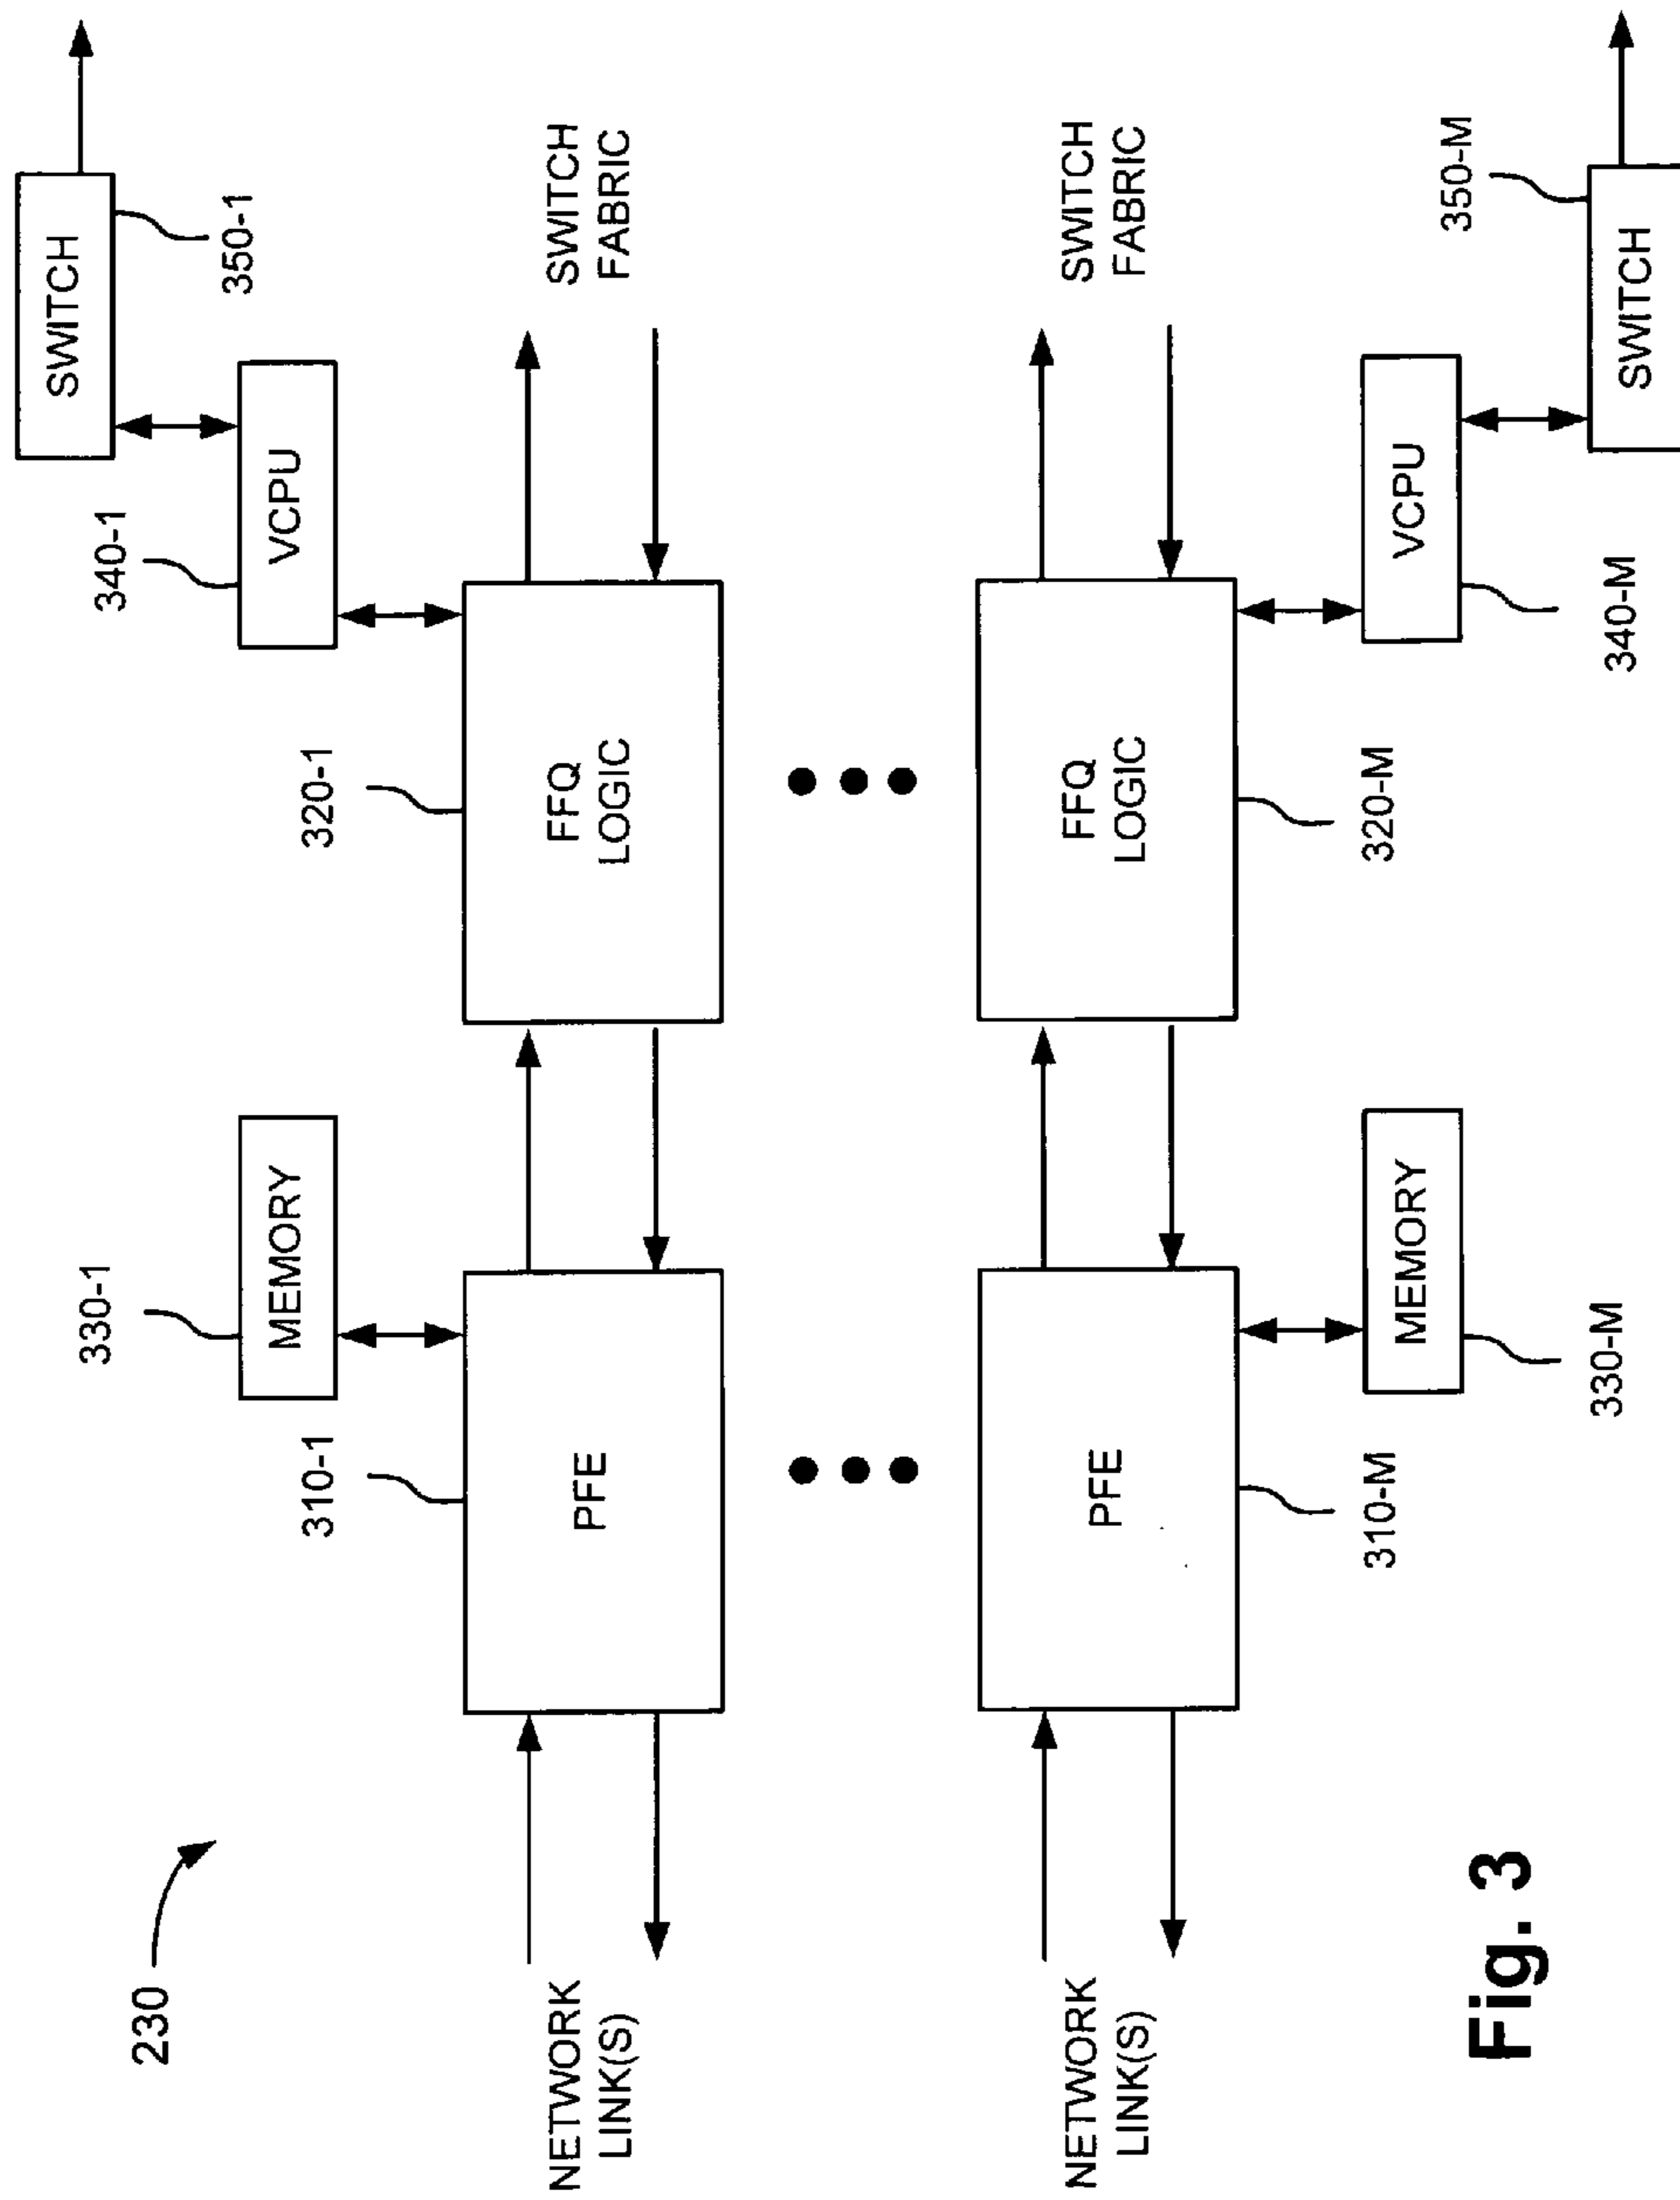 230
SWITCH
350-1
340-1
VCPU
330-1
MEMORY
310-1
320-1
NETWORK
LINK(S)
PFE
FFQ
LOGIC
SWITCH
FABRIC
NETWORK
LINK(S)
PFE
FFQ
LOGIC
SWITCH
FABRIC
310-M
320-M
MEMORY
330-M
VCPU
340-M
350-M
SWITCH
Fig. 3